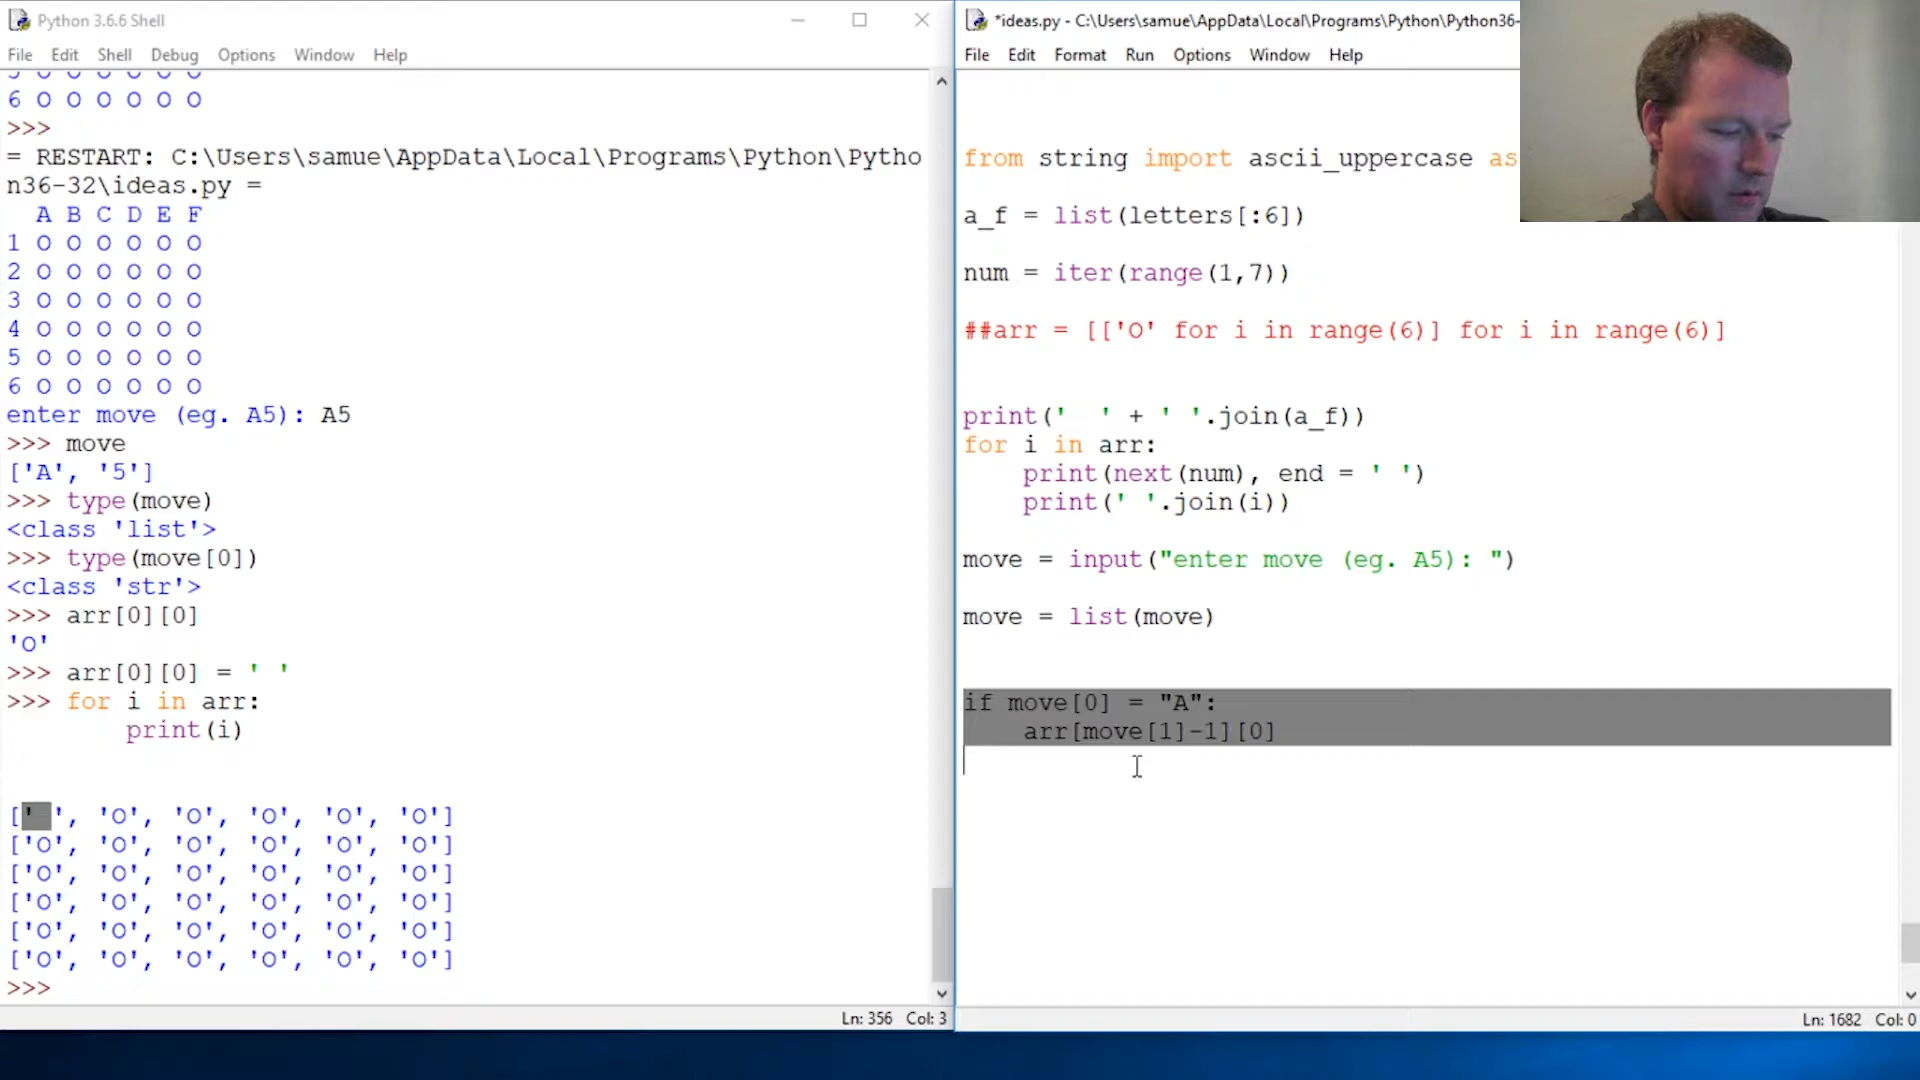 Python 3.6.6 Shell
File Edit Shell Debug Options Window Help
6 O O O O O O
>>>
= RESTART: C:\Users\samue\AppData\Local\Programs\Python\Pytho
n36-32\ideas.py =
A B C D E F
1 O O O O O O
2 O O O O O O
3 O O O O O O
4 O O O O O O
5 O O O O O O
6 O O O O O O
enter move (eg. A5): A5
>>> move
['A', '5']
>>> type(move)
<class 'list'>
>>> type(move[0])
<class 'str'>
>>> arr[0][0]
'O'
>>> arr[0][0] = ' '
>>> for i in arr:
print(i)
[' ', 'O', 'O', 'O', 'O', 'O']
['O', 'O', 'O', 'O', 'O', 'O']
['O', 'O', 'O', 'O', 'O', 'O']
['O', 'O', 'O', 'O', 'O', 'O']
['O', 'O', 'O', 'O', 'O', 'O']
['O', 'O', 'O', 'O', 'O', 'O']
>>>
Ln: 356 Col: 3
*ideas.py - C:\Users\samue\AppData\Local\Programs\Python\Python36-
File Edit Format Run Options Window Help
from string import ascii_uppercase as
a_f = list(letters[:6])
num = iter(range(1,7))
##arr = [['O' for i in range(6)] for i in range(6)]
print('  ' + ' '.join(a_f))
for i in arr:
print(next(num), end = ' ')
print(' '.join(i))
move = input("enter move (eg. A5): ")
move = list(move)
if move[0] = "A":
arr[move[1]-1][0]
Ln: 1682 Col: 0